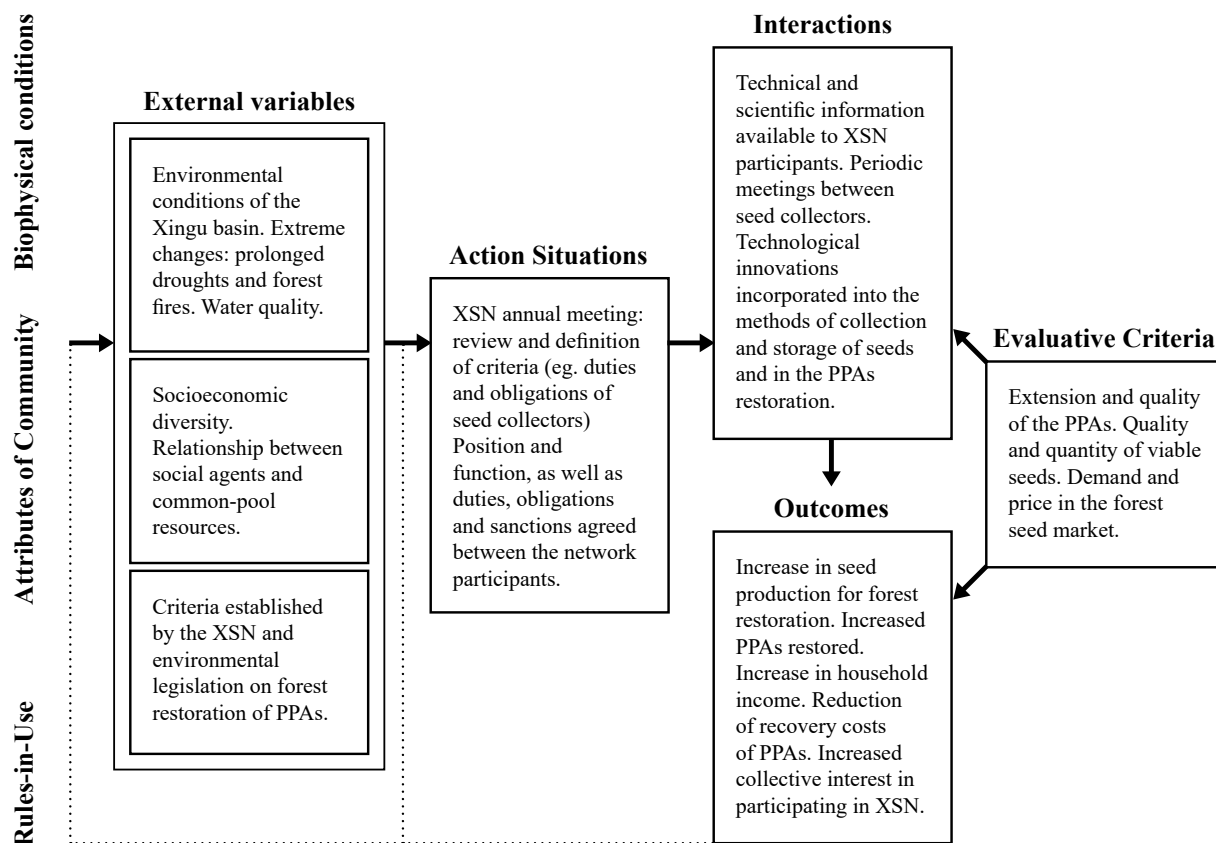 Biophysical conditions
Attributes of Community
Rules-in-Use
External variables
Environmental
conditions of the
Xingu basin. Extreme
changes: prolonged
droughts and forest
fires. Water quality.
Socioeconomic
diversity.
Relationship between
social agents and
common-pool
resources.
Criteria established
by the XSN and
environmental
legislation on forest
restoration of PPAs.
Action Situations
XSN annual meeting:
review and definition
of criteria (eg. duties
and obligations of
seed collectors)
Position and
function, as well as
duties, obligations
and sanctions agreed
between the network
participants.
Interactions
Technical and
scientific information
available to XSN
participants. Periodic
meetings between
seed collectors.
Technological
innovations
incorporated into the
methods of collection
and storage of seeds
and in the PPAs
restoration.
Outcomes
Increase in seed
production for forest
restoration. Increased
PPAs restored.
Increase in household
income. Reduction
of recovery costs
of PPAs. Increased
collective interest in
participating in XSN.
Evaluative Criteria
Extension and quality
of the PPAs. Quality
and quantity of viable
seeds. Demand and
price in the forest
seed market.